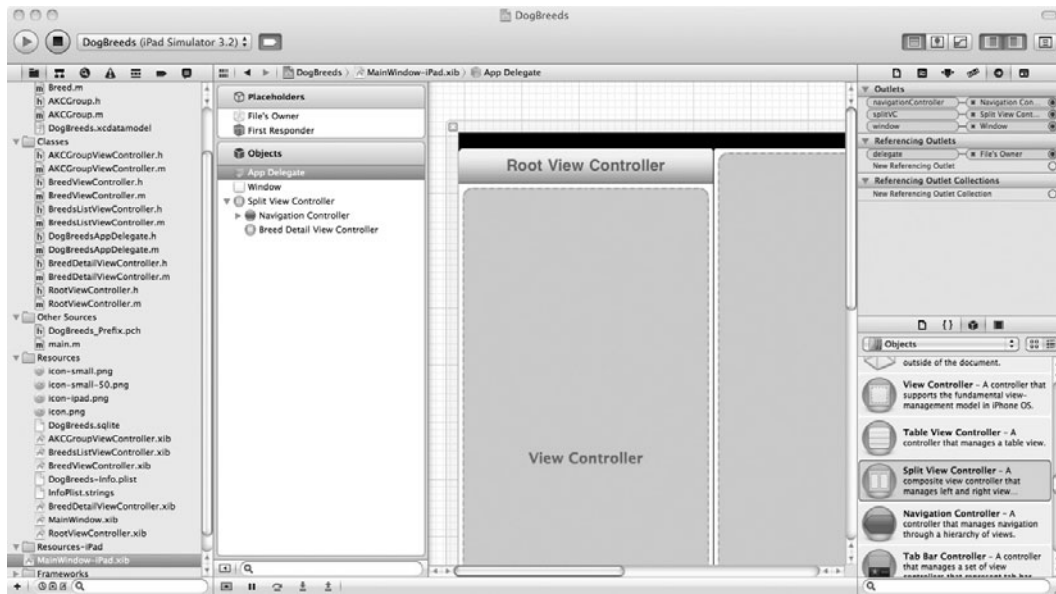 DogBreeds
DogBreeds (iPad Simulator 3.2)
DogBreeds
MainWindow-iPad.xib
App Delegate
Breed.m
AKCGroup.h
AKCGroup.m
DogBreeds.xcdatamodel
Classes
AKCGroupViewController.h
AKCGroupViewController.m
BreedViewController.h
BreedViewController.m
BreedsListViewController.h
BreedsListViewController.m
DogBreedsAppDelegate.h
DogBreedsAppDelegate.m
BreedDetailViewController.h
BreedDetailViewController.m
RootViewController.h
RootViewController.m
Other Sources
DogBreeds_Prefix.pch
main.m
Resources
icon-small.png
icon-small-50.png
icon-ipad.png
icon.png
DogBreeds.sqlite
AKCGroupViewController.xib
BreedsListViewController.xib
BreedViewController.xib
DogBreeds-Info.plist
InfoPlist.strings
BreedDetailViewController.xib
MainWindow.xib
RootViewController.xib
Resources-iPad
MainWindow-iPad.xib
Frameworks
Placeholders
File's Owner
First Responder
Objects
App Delegate
Window
Split View Controller
Navigation Controller
Breed Detail View Controller
Root View Controller
View Controller
Outlets
navigationController Navigation Con...
splitVC Split View Cont...
window Window
Referencing Outlets
delegate File's Owner
New Referencing Outlet
Referencing Outlet Collections
New Referencing Outlet Collection
Objects
outside of the document.
View Controller - A controller that
supports the fundamental view-
management model in iPhone OS.
Table View Controller - A
controller that manages a table view.
Split View Controller - A
composite view controller that
manages left and right view...
Navigation Controller - A
controller that manages navigation
through a hierarchy of views.
Tab Bar Controller - A controller
that manages a set of view
controllers that represent tab bar